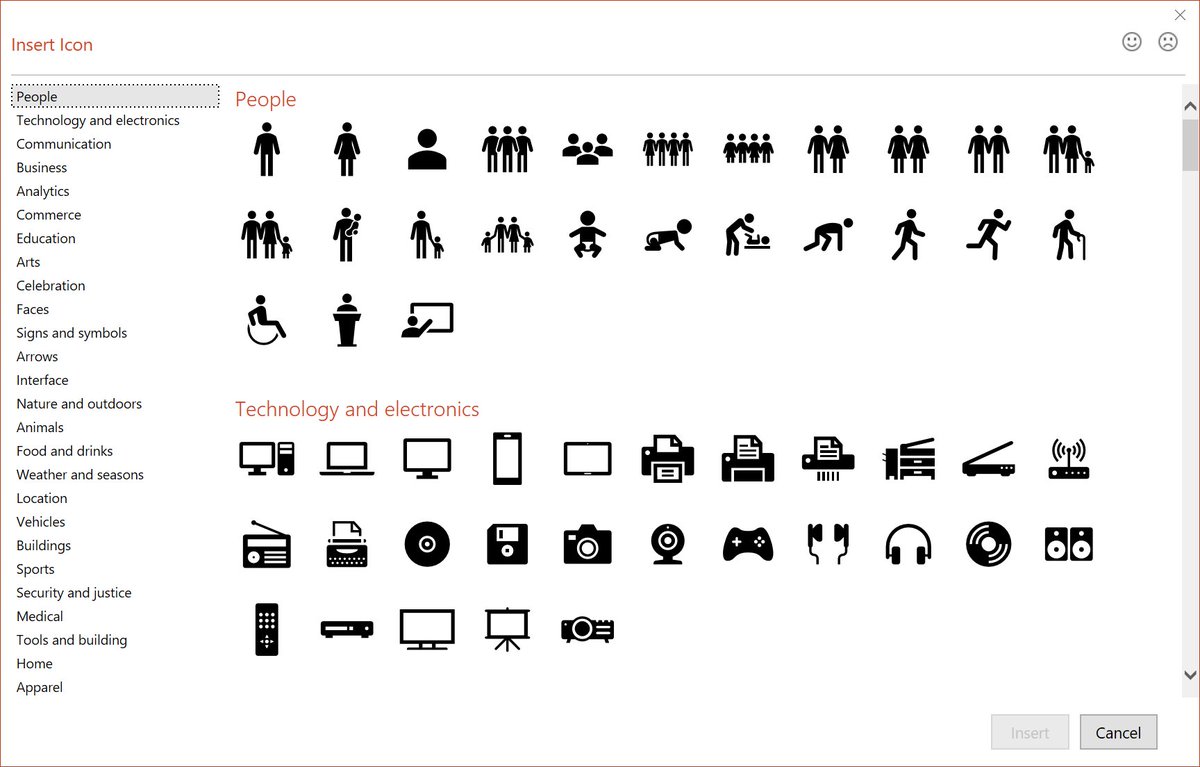 Insert Icon
People
Technology and electronics
Communication
Business
Analytics
Commerce
Education
Arts
Celebration
Faces
Signs and symbols
Arrows
Interface
Nature and outdoors
Animals
Food and drinks
Weather and seasons
Location
Vehicles
Buildings
Sports
Security and justice
Medical
Tools and building
Home
Apparel
People
Technology and electronics
Insert
Cancel